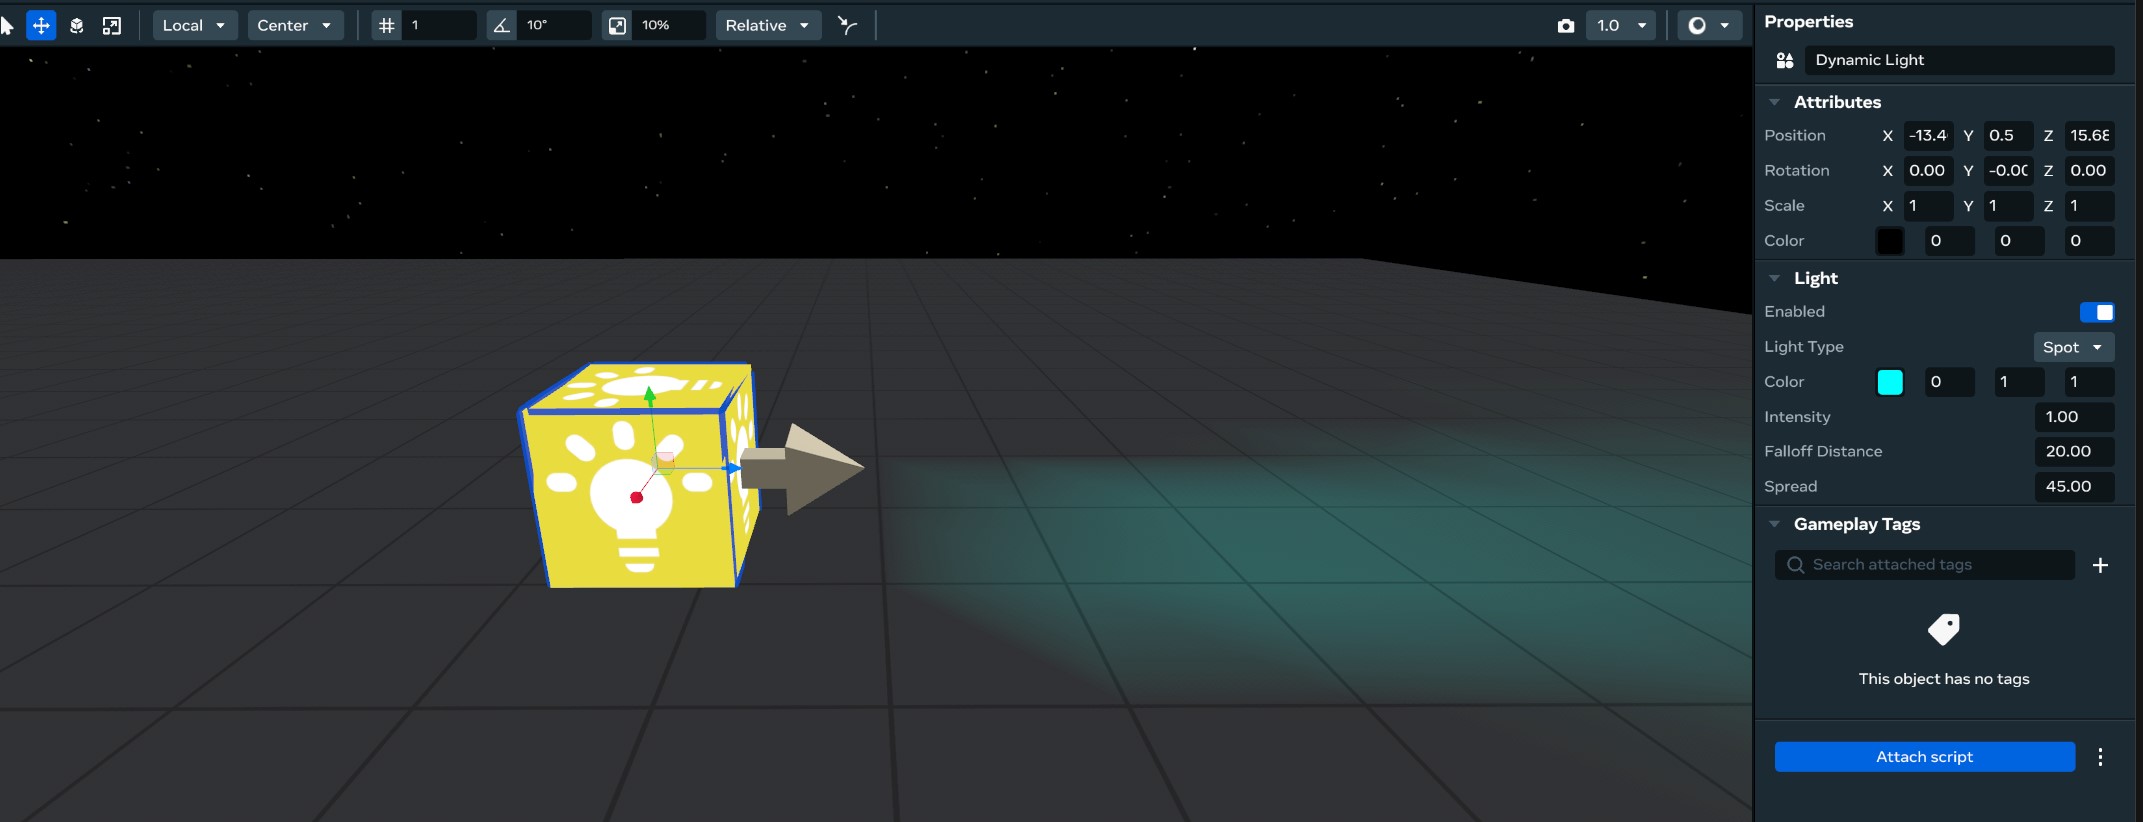 Local Center 1 10° 10% Relative 1.0
Properties
Dynamic Light
Attributes
Position X -13.4 Y 0.5 Z 15.68
Rotation X 0.00 Y -0.00 Z 0.00
Scale X 1 Y 1 Z 1
Color 0 0 0
Light
Enabled
Light Type Spot
Color 0 1 1
Intensity 1.00
Falloff Distance 20.00
Spread 45.00
Gameplay Tags
Search attached tags
This object has no tags
Attach script